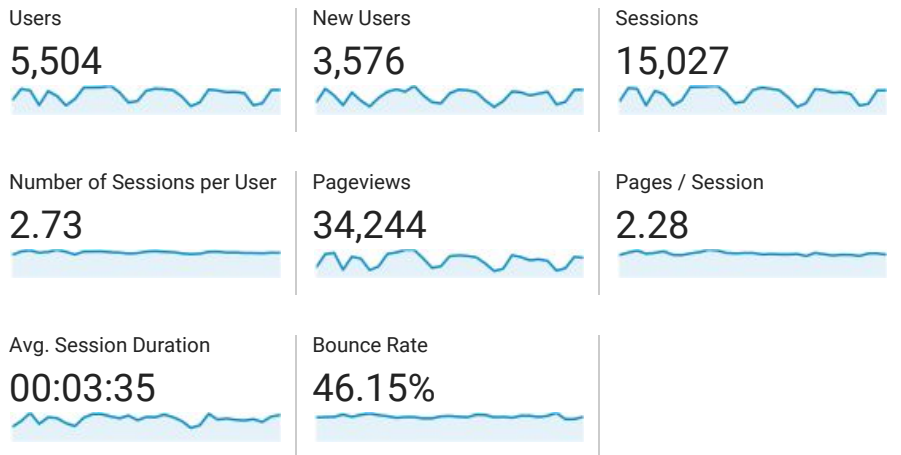 Users
5,504
New Users
3,576
Sessions
15,027
Number of Sessions per User
2.73
Pageviews
34,244
Pages / Session
2.28
Avg. Session Duration
00:03:35
Bounce Rate
46.15%